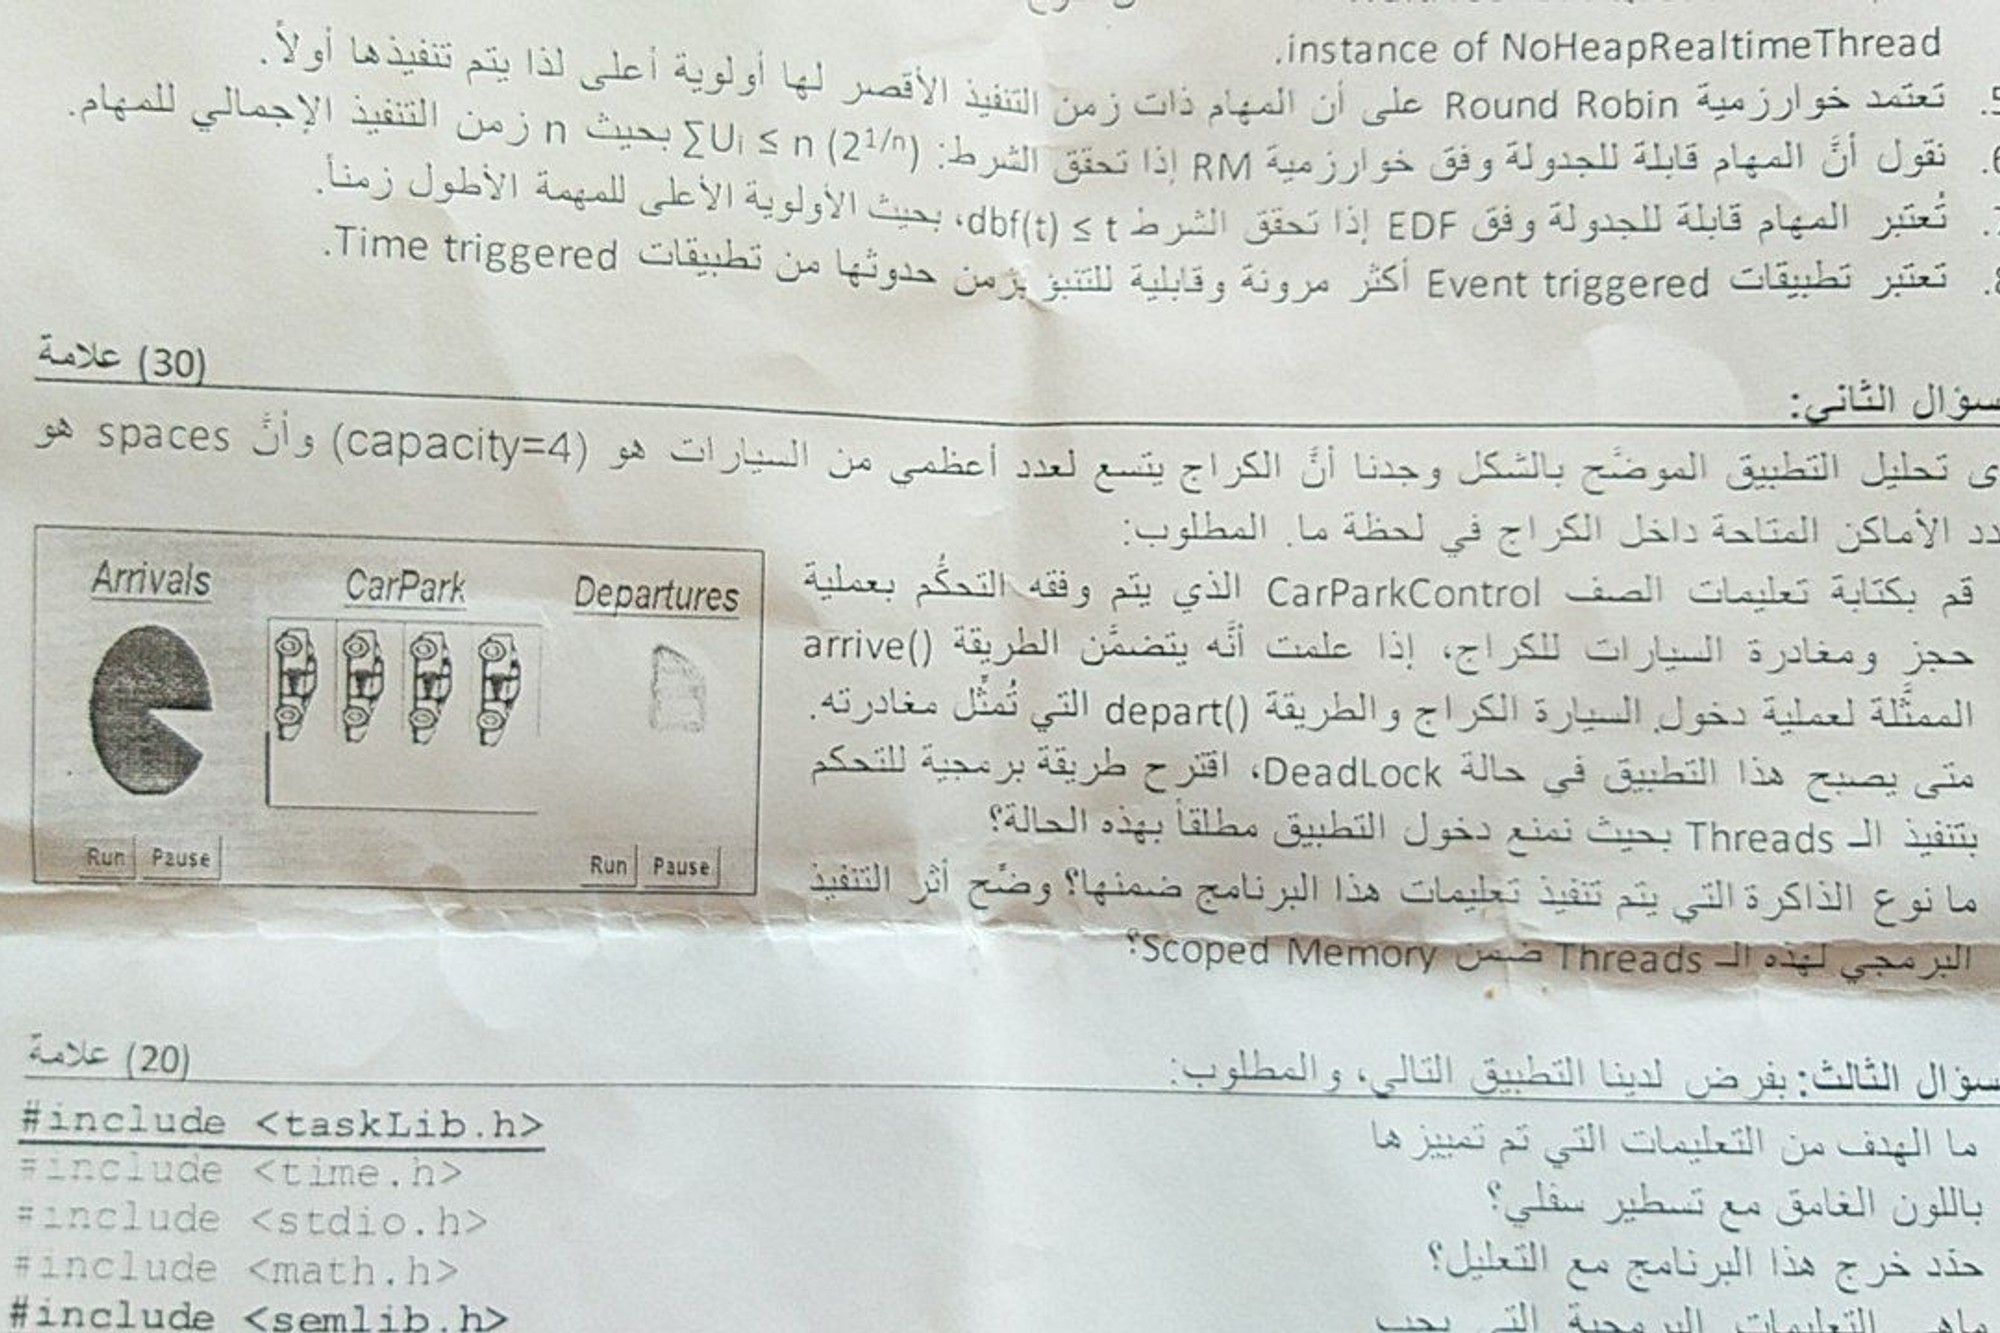 instance of NoHeapRealtimeThread.
5. تعتمد خوارزمية Round Robin على أن المهام ذات زمن التنفيذ الأقصر لها أولوية أعلى لذا يتم تنفيذها أولاً.
6. نقول أنَّ المهام قابلة للجدولة وفق خوارزمية RM إذا تحقق الشرط: ∑Ui ≤ n (2^1/n) بحيث n زمن التنفيذ الإجمالي للمهام.
7. تُعتبر المهام قابلة للجدولة وفق EDF إذا تحقق الشرط dbf(t) ≤ t، بحيث الأولوية الأعلى للمهمة الأطول زمناً.
8. تعتبر تطبيقات Event triggered أكثر مرونة وقابلية للتنبؤ بزمن حدوثها من تطبيقات Time triggered.
سؤال الثاني: (30) علامة
ى تحليل التطبيق الموضَّح بالشكل وجدنا أنَّ الكراج يتسع لعدد أعظمي من السيارات هو (capacity=4) وأنَّ spaces هو
دد الأماكن المتاحة داخل الكراج في لحظة ما. المطلوب:
قم بكتابة تعليمات الصف CarParkControl الذي يتم وفقه التحكُّم بعملية
حجز ومغادرة السيارات للكراج، إذا علمت أنَّه يتضمَّن الطريقة arrive()
الممثَّلة لعملية دخول السيارة الكراج والطريقة depart() التي تُمثِّل مغادرته.
متى يصبح هذا التطبيق في حالة DeadLock، اقترح طريقة برمجية للتحكم
بتنفيذ الـ Threads بحيث نمنع دخول التطبيق مطلقاً بهذه الحالة؟
ما نوع الذاكرة التي يتم تنفيذ تعليمات هذا البرنامج ضمنها؟ وضَّح أثر التنفيذ
البرمجي لهذه الـ Threads ضمن Scoped Memory؟
Arrivals CarPark Departures
Run Pause Run Pause
سؤال الثالث: بفرض لدينا التطبيق التالي، والمطلوب: (20) علامة
ما الهدف من التعليمات التي تم تمييزها
باللون الغامق مع تسطير سفلي؟
حدّد خرج هذا البرنامج مع التعليل؟
ماهي التعليمات البرمجية التي يجب
#include <taskLib.h>
#include <time.h>
#include <stdio.h>
#include <math.h>
#include <semlib.h>